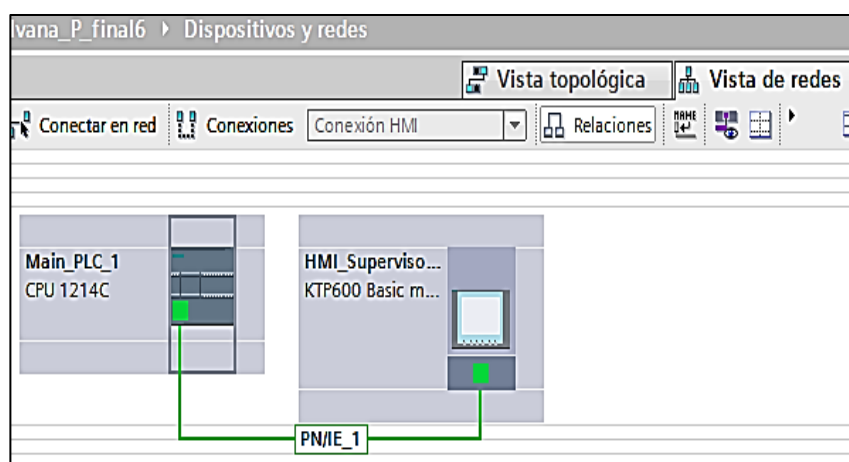 lvana_P_final6 ▸ Dispositivos y redes
Vista topológica Vista de redes
Conectar en red Conexiones Conexión HMI Relaciones NAME
Main_PLC_1
CPU 1214C
HMI_Superviso...
KTP600 Basic m...
PN/IE_1